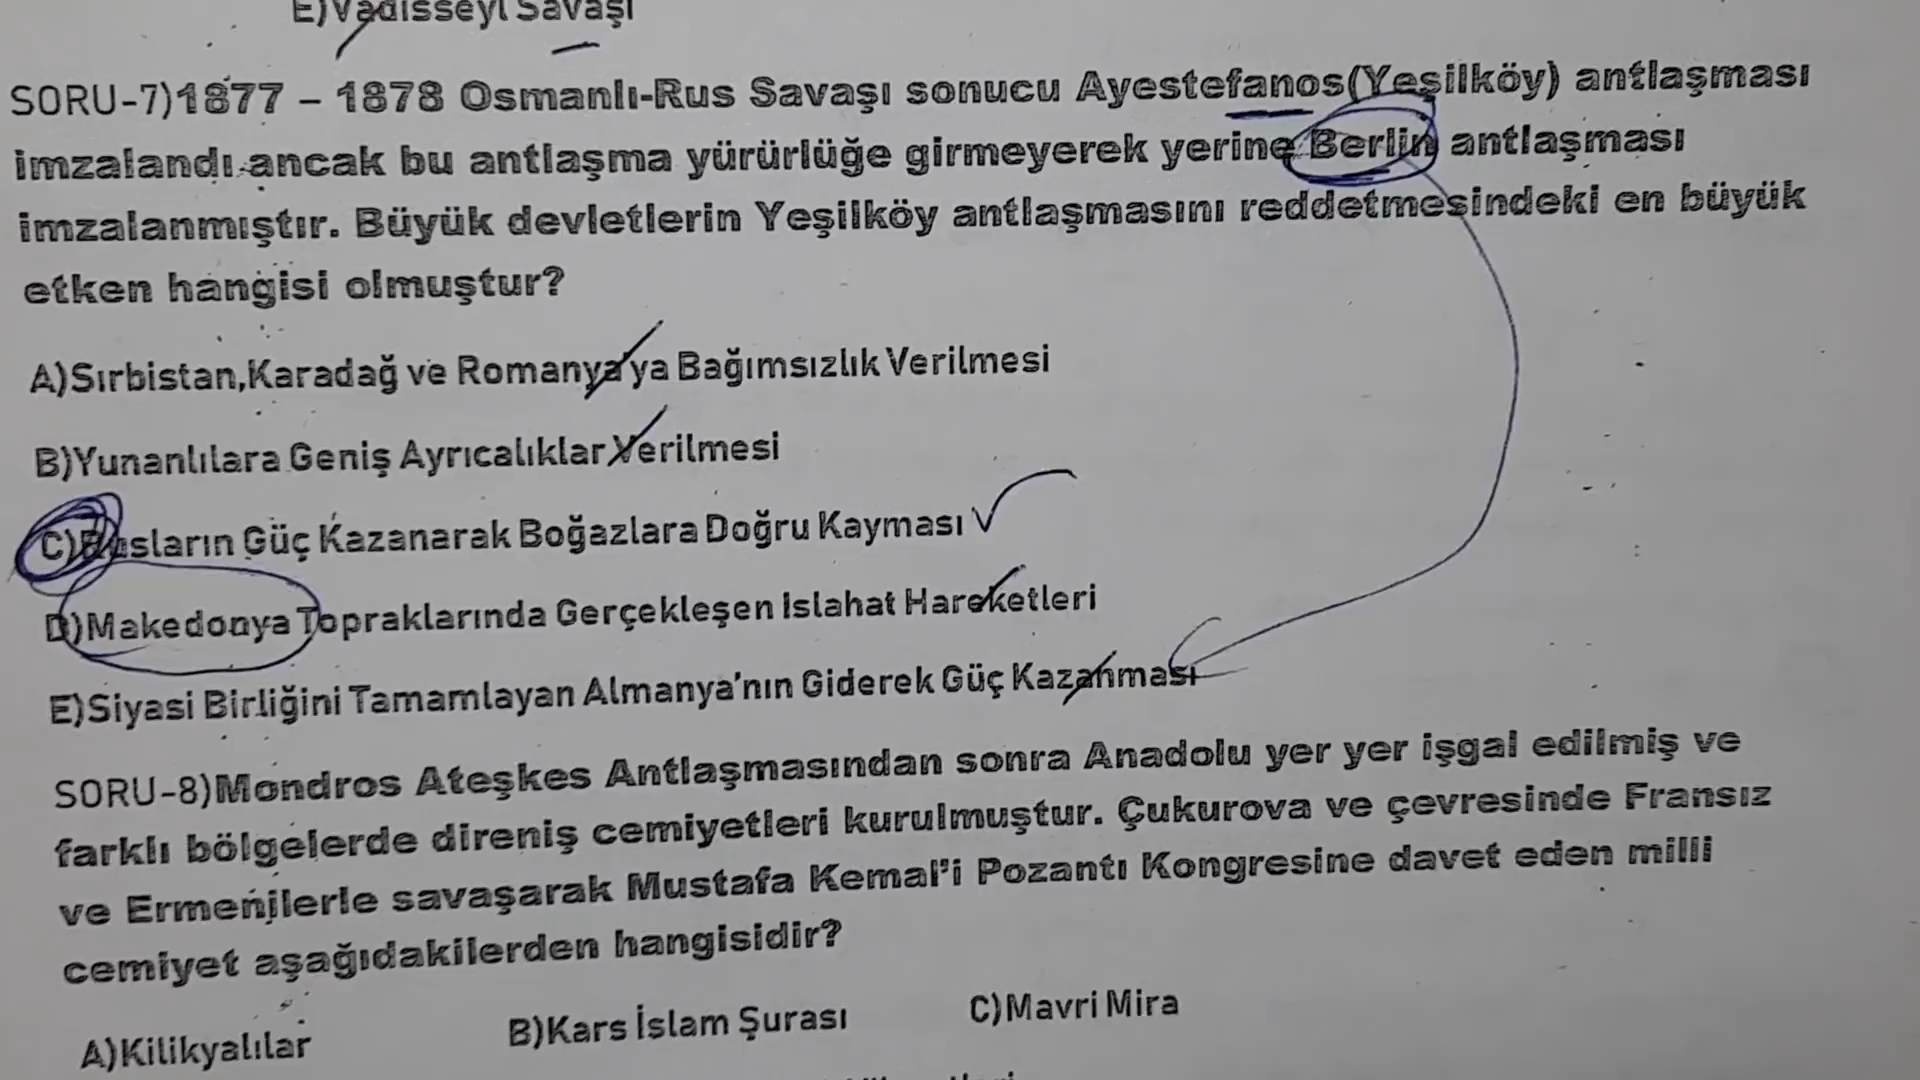 E)Vadisseyl Savaşı
SORU-7)1877 – 1878 Osmanlı-Rus Savaşı sonucu Ayestefanos(Yeşilköy) antlaşması
imzalandı.ancak bu antlaşma yürürlüğe girmeyerek yerine Berlin antlaşması
imzalanmıştır. Büyük devletlerin Yeşilköy antlaşmasını reddetmesindeki en büyük
etken hangisi olmuştur?
A)Sırbistan,Karadağ ve Romanya'ya Bağımsızlık Verilmesi
B)Yunanlılara Geniş Ayrıcalıklar Verilmesi
C)Rusların Güç Kazanarak Boğazlara Doğru Kayması
D)Makedonya Topraklarında Gerçekleşen Islahat Hareketleri
E)Siyasi Birliğini Tamamlayan Almanya'nın Giderek Güç Kazanması
SORU-8)Mondros Ateşkes Antlaşmasından sonra Anadolu yer yer işgal edilmiş ve
farklı bölgelerde direniş cemiyetleri kurulmuştur. Çukurova ve çevresinde Fransız
ve Ermenilerle savaşarak Mustafa Kemal'i Pozantı Kongresine davet eden milli
cemiyet aşağıdakilerden hangisidir?
A)Kilikyalılar B)Kars İslam Şurası C)Mavri Mira